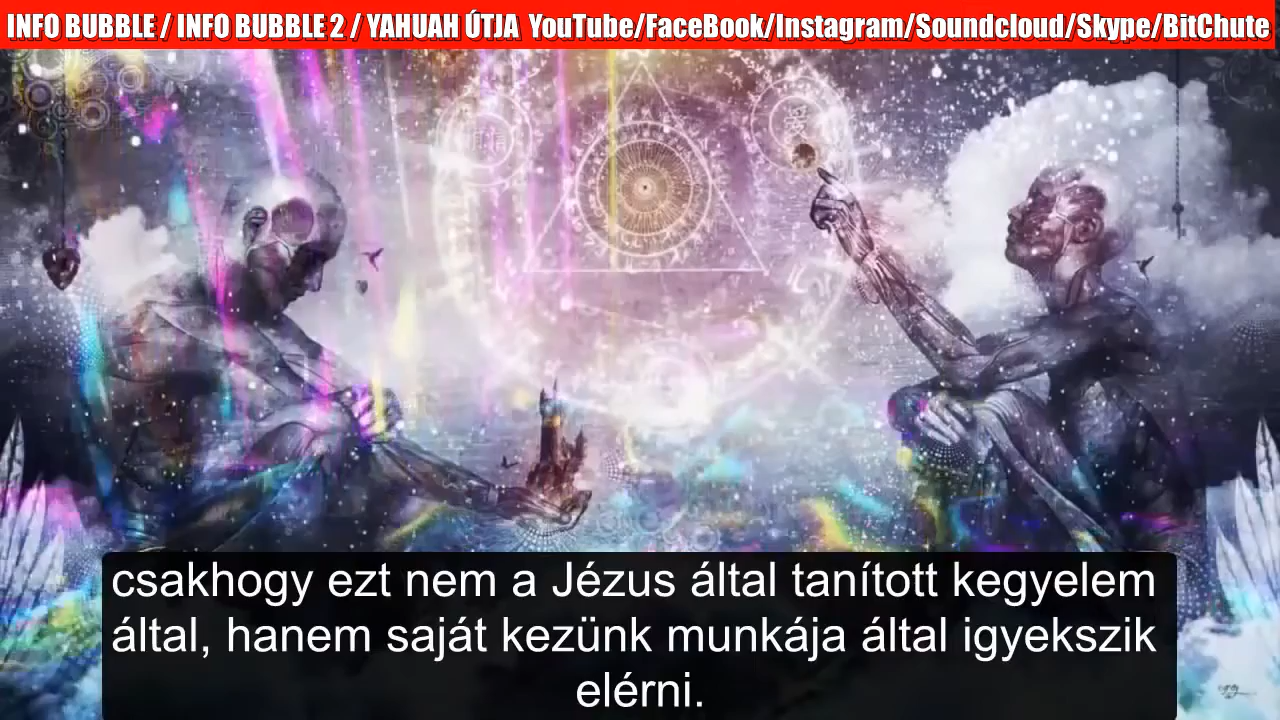 INFO BUBBLE / INFO BUBBLE 2 / YAHUAH ÚTJA YouTube/FaceBook/Instagram/Soundcloud/Skype/BitChute
csakhogy ezt nem a Jézus által tanított kegyelem
által, hanem saját kezünk munkája által igyekszik
elérni.